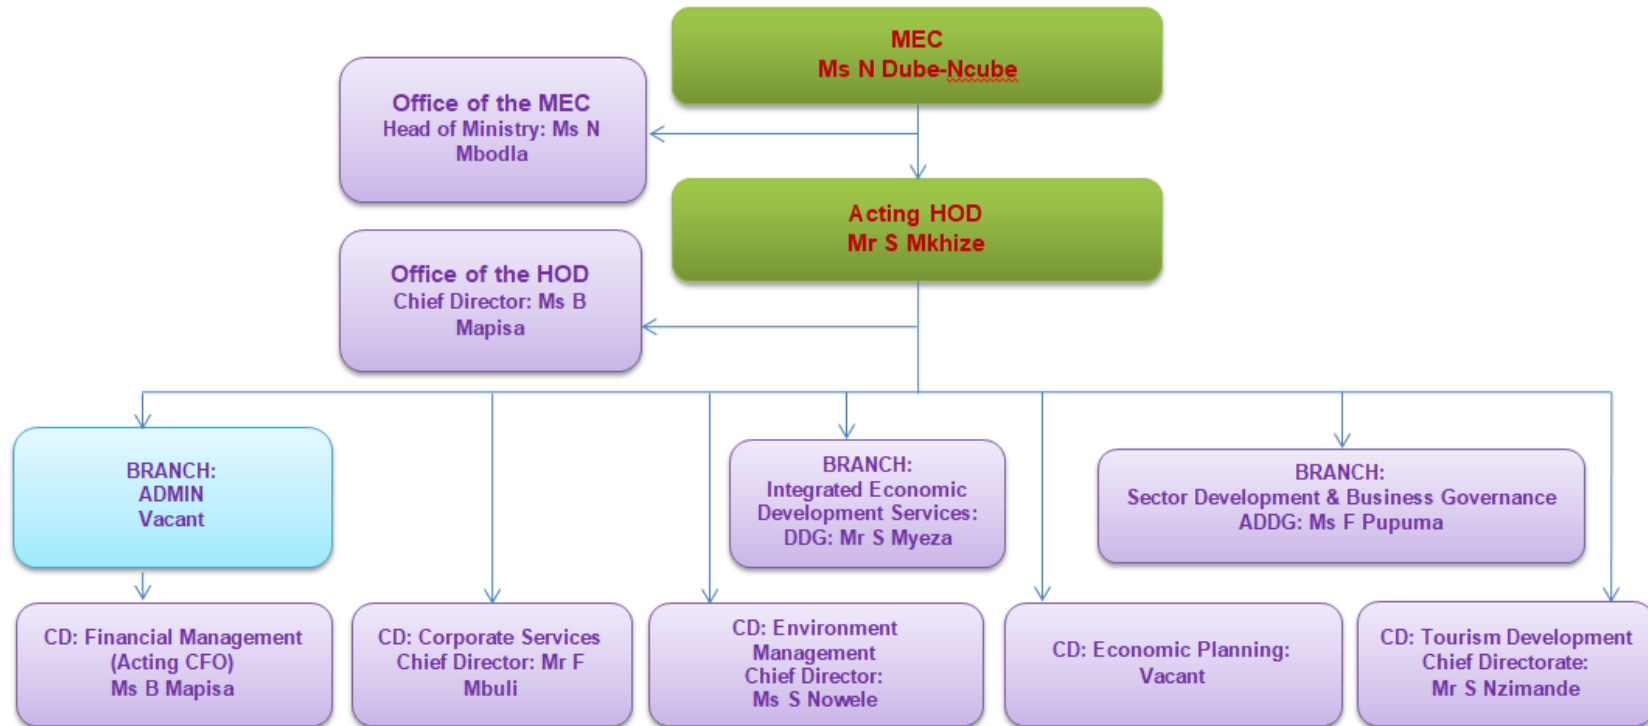 MEC
Ms N Dube-Ncube
Office of the MEC
Head of Ministry: Ms N
Mbodla
Acting HOD
Mr S Mkhize
Office of the HOD
Chief Director: Ms B
Mapisa
BRANCH:
ADMIN
Vacant
BRANCH:
Integrated Economic
Development Services:
DDG: Mr S Myeza
BRANCH:
Sector Development & Business Governance
ADDG: Ms F Pupuma
CD: Financial Management
(Acting CFO)
Ms B Mapisa
CD: Corporate Services
Chief Director: Mr F
Mbuli
CD: Environment
Management
Chief Director:
Ms S Nowele
CD: Economic Planning:
Vacant
CD: Tourism Development
Chief Directorate:
Mr S Nzimande